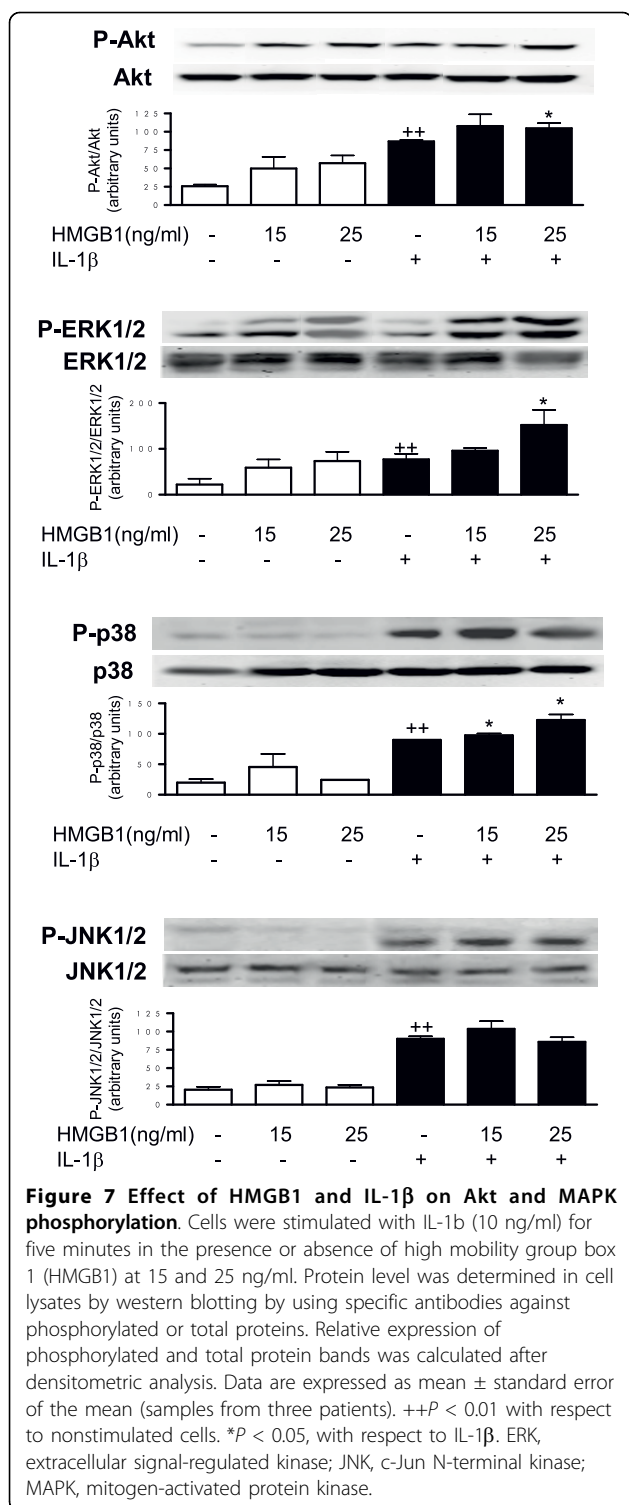 P-Akt
Akt
125
100
75
50
25
0
P-Akt/Akt
(arbitrary units)
++
*
HMGB1(ng/ml) - 15 25 - 15 25
IL-1β - - - + + +
P-ERK1/2
ERK1/2
200
100
0
P-ERK1/2/ERK1/2
(arbitrary units)
++
*
HMGB1(ng/ml) - 15 25 - 15 25
IL-1β - - - + + +
P-p38
p38
150
100
50
0
P-p38/p38
(arbitrary units)
++
*
*
HMGB1(ng/ml) - 15 25 - 15 25
IL-1β - - - + + +
P-JNK1/2
JNK1/2
125
100
75
50
25
0
P-JNK1/2/JNK1/2
(arbitrary units)
++
HMGB1(ng/ml) - 15 25 - 15 25
IL-1β - - - + + +
Figure 7 Effect of HMGB1 and IL-1β on Akt and MAPK
phosphorylation. Cells were stimulated with IL-1b (10 ng/ml) for
five minutes in the presence or absence of high mobility group box
1 (HMGB1) at 15 and 25 ng/ml. Protein level was determined in cell
lysates by western blotting by using specific antibodies against
phosphorylated or total proteins. Relative expression of
phosphorylated and total protein bands was calculated after
densitometric analysis. Data are expressed as mean ± standard error
of the mean (samples from three patients). ++P < 0.01 with respect
to nonstimulated cells. *P < 0.05, with respect to IL-1β. ERK,
extracellular signal-regulated kinase; JNK, c-Jun N-terminal kinase;
MAPK, mitogen-activated protein kinase.